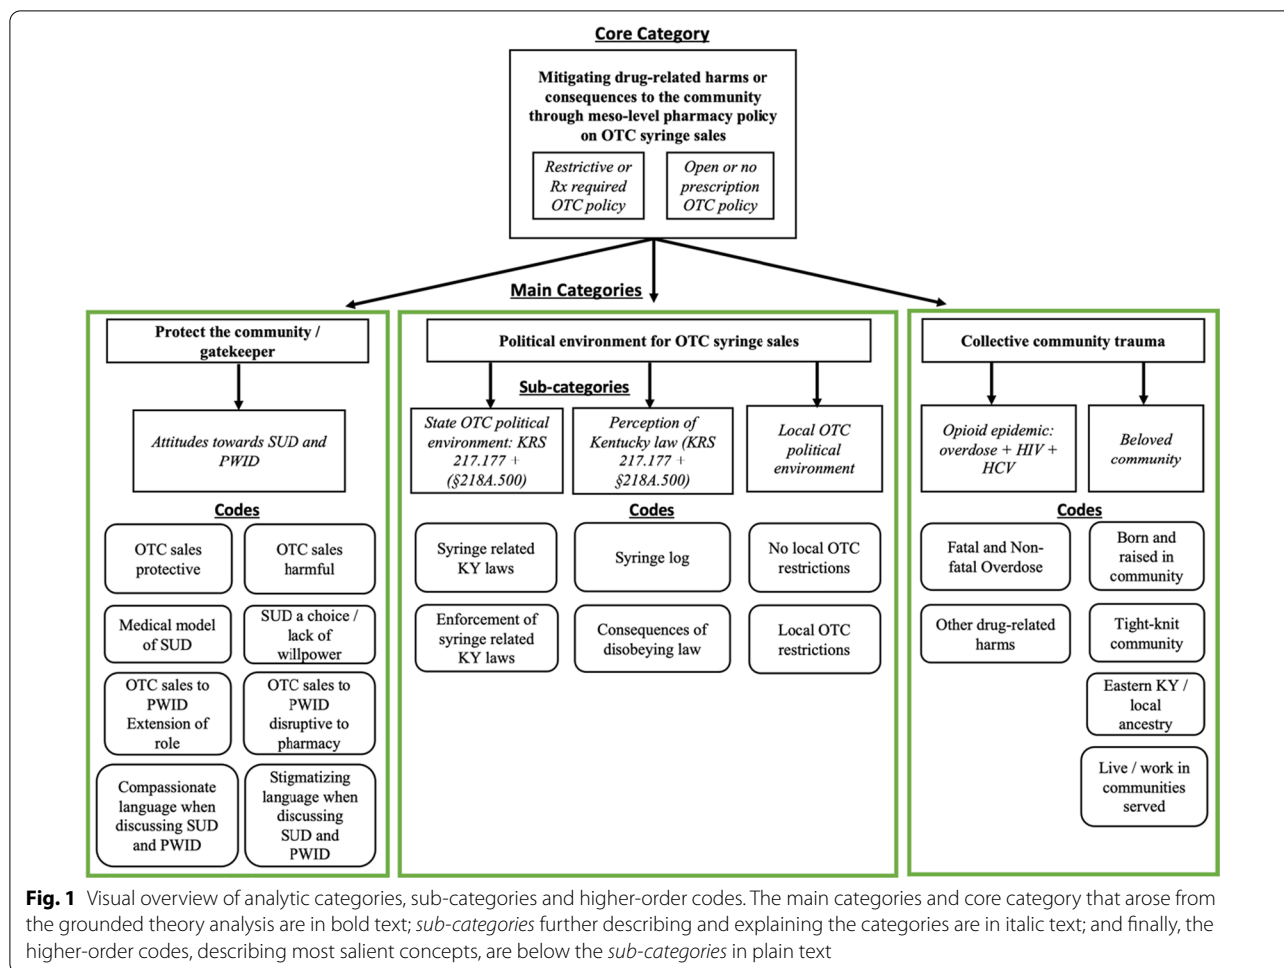 Core Category
Mitigating drug-related harms or
consequences to the community
through meso-level pharmacy policy
on OTC syringe sales
Restrictive or
Rx required
OTC policy
Open or no
prescription
OTC policy
Main Categories
Protect the community /
gatekeeper
Attitudes towards SUD and
PWID
Codes
OTC sales
protective
OTC sales
harmful
Medical model
of SUD
SUD a choice /
lack of
willpower
OTC sales to
PWID
Extension of
role
OTC sales to
PWID
disruptive to
pharmacy
Compassionate
language when
discussing SUD
and PWID
Stigmatizing
language when
discussing
SUD and
PWID
Political environment for OTC syringe sales
Sub-categories
State OTC political
environment: KRS
217.177 +
(§218A.500)
Perception of
Kentucky law (KRS
217.177 +
§218A.500)
Local OTC
political
environment
Codes
Syringe related
KY laws
Syringe log
No local OTC
restrictions
Enforcement of
syringe related
KY laws
Consequences of
disobeying law
Local OTC
restrictions
Collective community trauma
Opioid epidemic:
overdose + HIV +
HCV
Beloved
community
Codes
Fatal and Non-
fatal Overdose
Born and
raised in
community
Other drug-related
harms
Tight-knit
community
Eastern KY /
local
ancestry
Live / work in
communities
served
Fig. 1 Visual overview of analytic categories, sub-categories and higher-order codes. The main categories and core category that arose from
the grounded theory analysis are in bold text; sub-categories further describing and explaining the categories are in italic text; and finally, the
higher-order codes, describing most salient concepts, are below the sub-categories in plain text